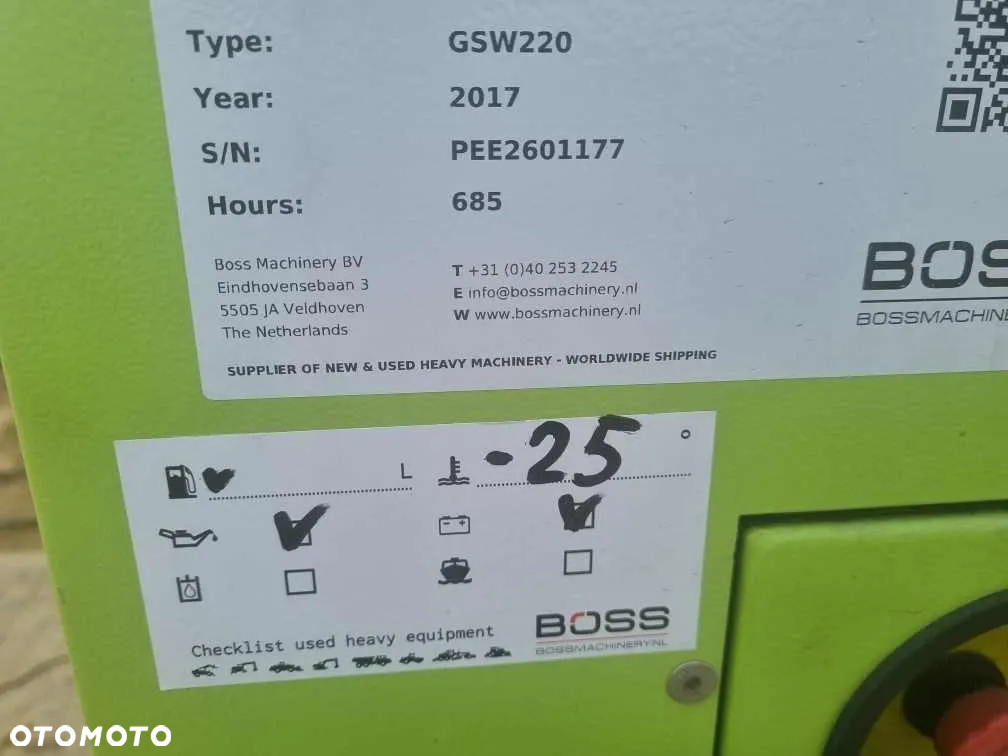 Type: GSW220
Year: 2017
S/N: PEE2601177
Hours: 685
Boss Machinery BV
Eindhovensebaan 3
5505 JA Veldhoven
The Netherlands
T +31 (0)40 253 2245
E info@bossmachinery.nl
W www.bossmachinery.nl
SUPPLIER OF NEW & USED HEAVY MACHINERY - WORLDWIDE SHIPPING
BOS
BOSSMACHINE
L
-25 °
Checklist used heavy equipment
BOSS
BOSSMACHINERY.NL
OTOMOTO